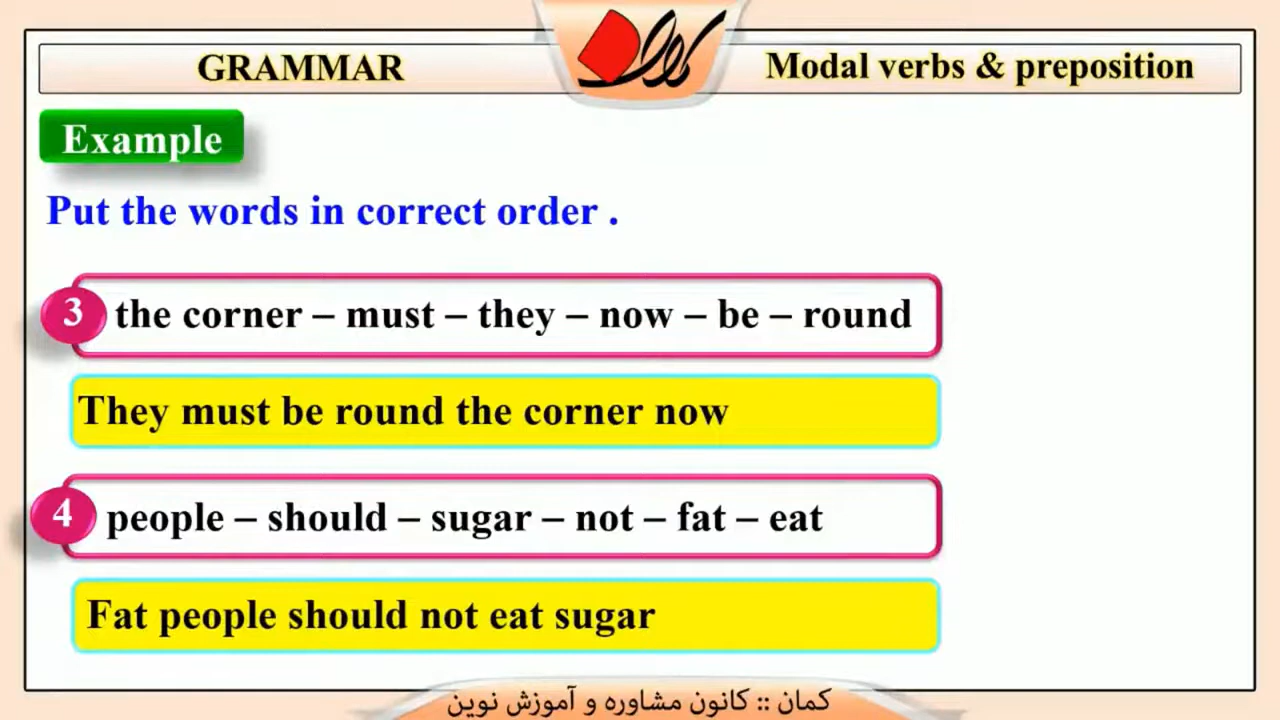 GRAMMAR
کمان
Modal verbs & preposition
Example
Put the words in correct order .
3 the corner – must – they – now – be – round
They must be round the corner now
4 people – should – sugar – not – fat – eat
Fat people should not eat sugar
کمان :: کانون مشاوره و آموزش نوین